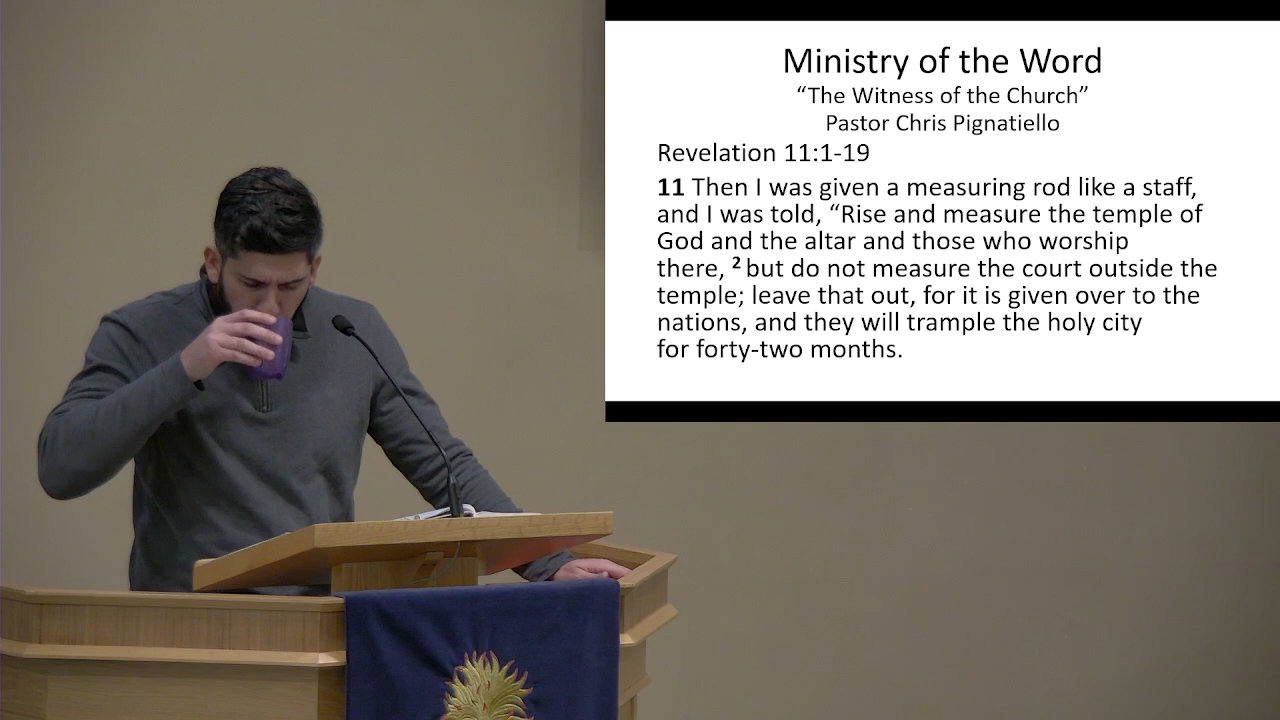 Ministry of the Word
“The Witness of the Church”
Pastor Chris Pignatiello
Revelation 11:1-19
11 Then I was given a measuring rod like a staff,
and I was told, “Rise and measure the temple of
God and the altar and those who worship
there, 2 but do not measure the court outside the
temple; leave that out, for it is given over to the
nations, and they will trample the holy city
for forty-two months.